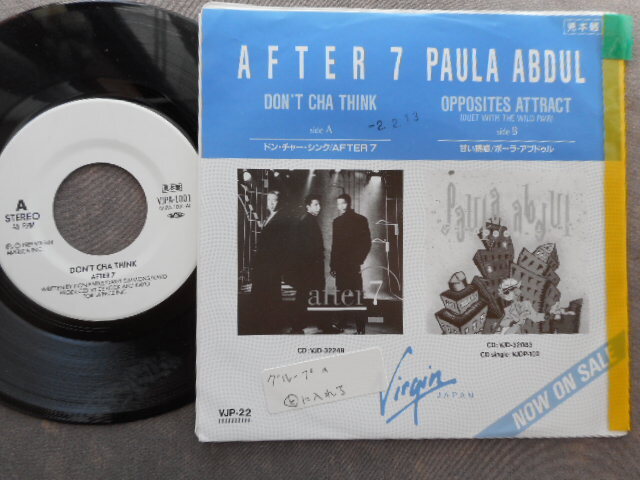 見本盤
AFTER 7 PAULA ABDUL
DON'T CHA THINK
side A
ドン・チャー・シンク/AFTER 7
-2.2.13
OPPOSITES ATTRACT
(DUET WITH THE WILD PAIR)
side B
甘い誘惑/ポーラ・アブドゥル
after 7
Paula abdul
CD: VJD-32249
CD: VJD-32083
CD single: VJDP-102
グループ
に入れる
Virgin
JAPAN
VJP-22
NOW ON SALE
A
STEREO
45 RPM
見本盤
DON'T CHA THINK
AFTER 7